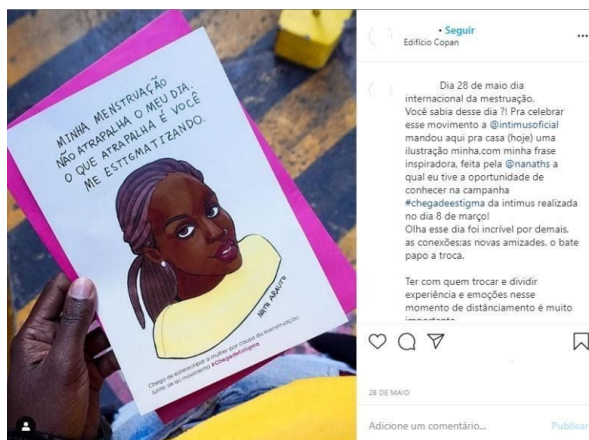 MINHA MENSTRUAÇÃO
NÃO ATRAPALHA O MEU DIA.
O QUE ATRAPALHA É VOCÊ
ME ESTIGMATIZANDO.
NATH ARAÚJO
Chega de estereotipar a mulher por causa da menstruação.
Junte-se ao movimento #ChegadeEstigma
• Seguir
Edifício Copan
Dia 28 de maio dia
internacional da mestruação.
Você sabia desse dia ?! Pra celebrar
esse movimento a @intimusoficial
mandou aqui pra casa (hoje) uma
ilustração minha,com minha frase
inspiradora, feita pela @nanaths a
qual eu tive a oportunidade de
conhecer na campanha
#chegadeestigma da intimus realizada
no dia 8 de março!
Olha esse dia foi incrível por demais,
as conexões;as novas amizades, o bate
papo a troca.
Ter com quem trocar e dividir
experiência e emoções nesse
momento de distânciamento é muito
importante
28 DE MAIO
Adicione um comentário...
Publicar